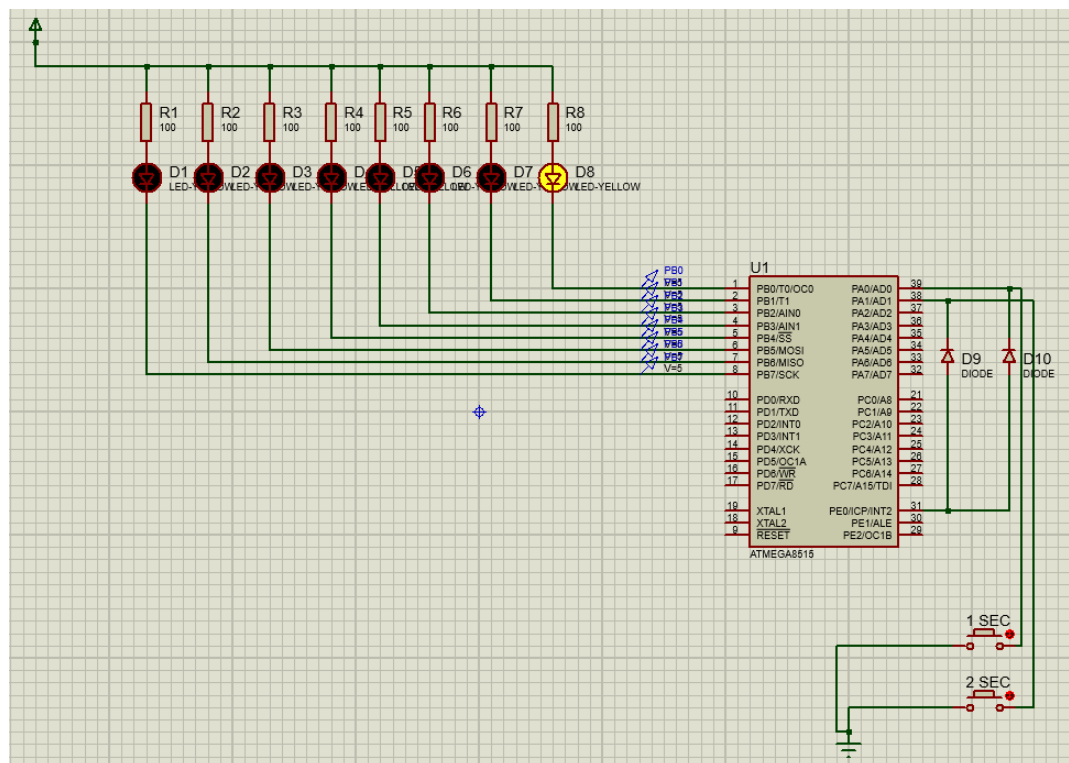 R1 R2 R3 R4 R5 R6 R7 R8
100 100 100 100 100 100 100 100
D1 D2 D3 D6 D7 D8
LED-YELLOW
PB0
U1
1 PB0/T0/OC0
2 PB1/T1
3 PB2/AIN0
4 PB3/AIN1
5 PB4/SS
6 PB5/MOSI
7 PB6/MISO
8 PB7/SCK
V=5
10 PD0/RXD
11 PD1/TXD
12 PD2/INT0
13 PD3/INT1
14 PD4/XCK
15 PD5/OC1A
16 PD6/WR
17 PD7/RD
19 XTAL1
18 XTAL2
9 RESET
PA0/AD0 39
PA1/AD1 38
PA2/AD2 37
PA3/AD3 36
PA4/AD4 35
PA5/AD5 34
PA6/AD6 33
PA7/AD7 32
PC0/A8 21
PC1/A9 22
PC2/A10 23
PC3/A11 24
PC4/A12 25
PC5/A13 26
PC6/A14 27
PC7/A15/TDI 28
PE0/ICP/INT2 31
PE1/ALE 30
PE2/OC1B 29
ATMEGA8515
D9 D10
DIODE DIODE
1 SEC
2 SEC